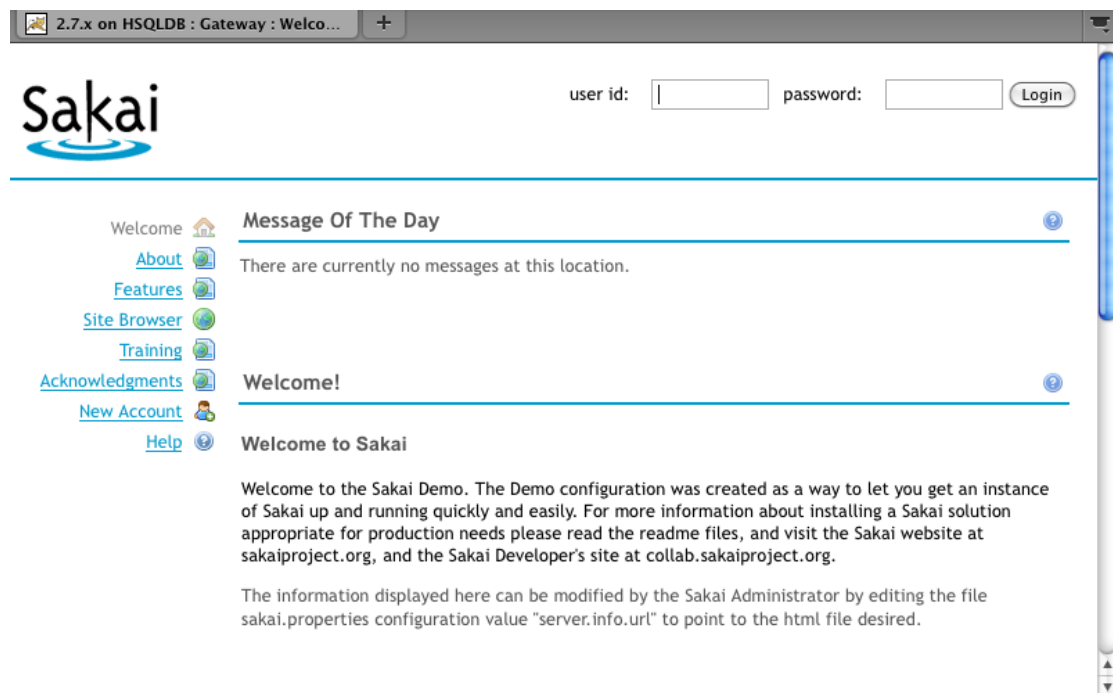 2.7.x on HSQLDB : Gateway : Welco...
+
Sakai
user id:
password:
Login
Welcome
About
Features
Site Browser
Training
Acknowledgments
New Account
Help
Message Of The Day
There are currently no messages at this location.
Welcome!
Welcome to Sakai
Welcome to the Sakai Demo. The Demo configuration was created as a way to let you get an instance
of Sakai up and running quickly and easily. For more information about installing a Sakai solution
appropriate for production needs please read the readme files, and visit the Sakai website at
sakaiproject.org, and the Sakai Developer's site at collab.sakaiproject.org.
The information displayed here can be modified by the Sakai Administrator by editing the file
sakai.properties configuration value "server.info.url" to point to the html file desired.